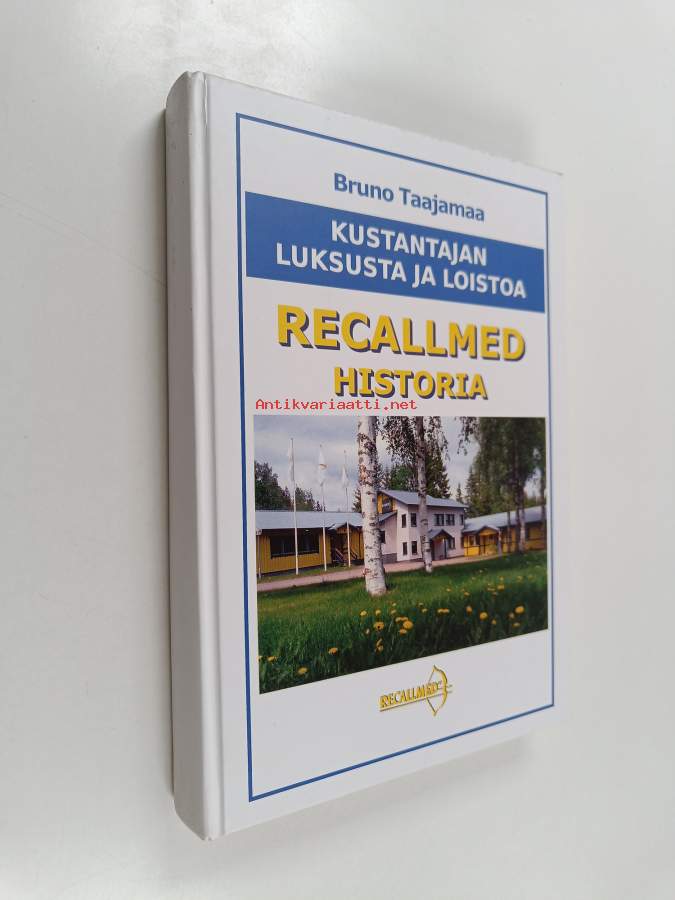 Bruno Taajamaa
KUSTANTAJAN
LUKSUSTA JA LOISTOA
RECALLMED
HISTORIA
Antikvariaatti.net
RECALLMED